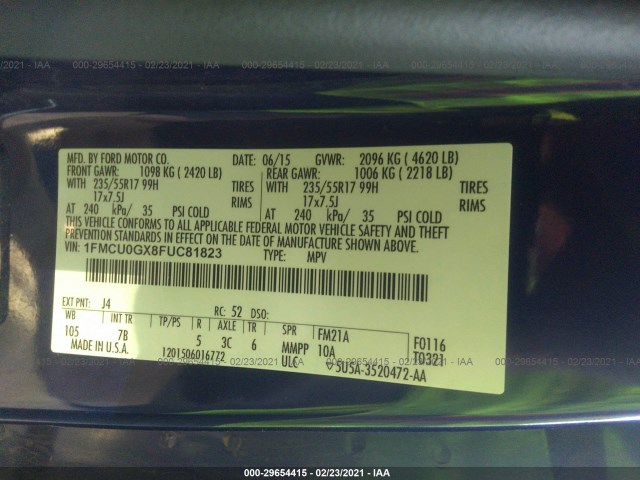 000-29654415 - 02/23/2021 - IAA
MFD. BY FORD MOTOR CO. DATE: 06/15 GVWR: 2096 KG ( 4620 LB)
FRONT GAWR: 1098 KG ( 2420 LB) REAR GAWR: 1006 KG ( 2218 LB)
WITH 235/55R17 99H TIRES WITH 235/55R17 99H TIRES
17x7.5J RIMS 17x7.5J RIMS
AT 240 kPa/ 35 PSI COLD AT 240 kPa/ 35 PSI COLD
THIS VEHICLE CONFORMS TO ALL APPLICABLE FEDERAL MOTOR VEHICLE SAFETY AND THEFT
PREVENTION STANDARDS IN EFFECT ON THE DATE OF MANUFACTURE SHOWN ABOVE.
VIN: 1FMCU0GX8FUC81823 TYPE: MPV
EXT PNT: J4 RC: 52 DSO:
WB INT TR TP/PS R AXLE TR SPR FM21A F0116
105 7B 5 3C 6 MMPP 10A T0323
MADE IN U.S.A. 1201506016772 ULC 5U5A-3520472-AA
000-29654415 - 02/23/2021 - IAA